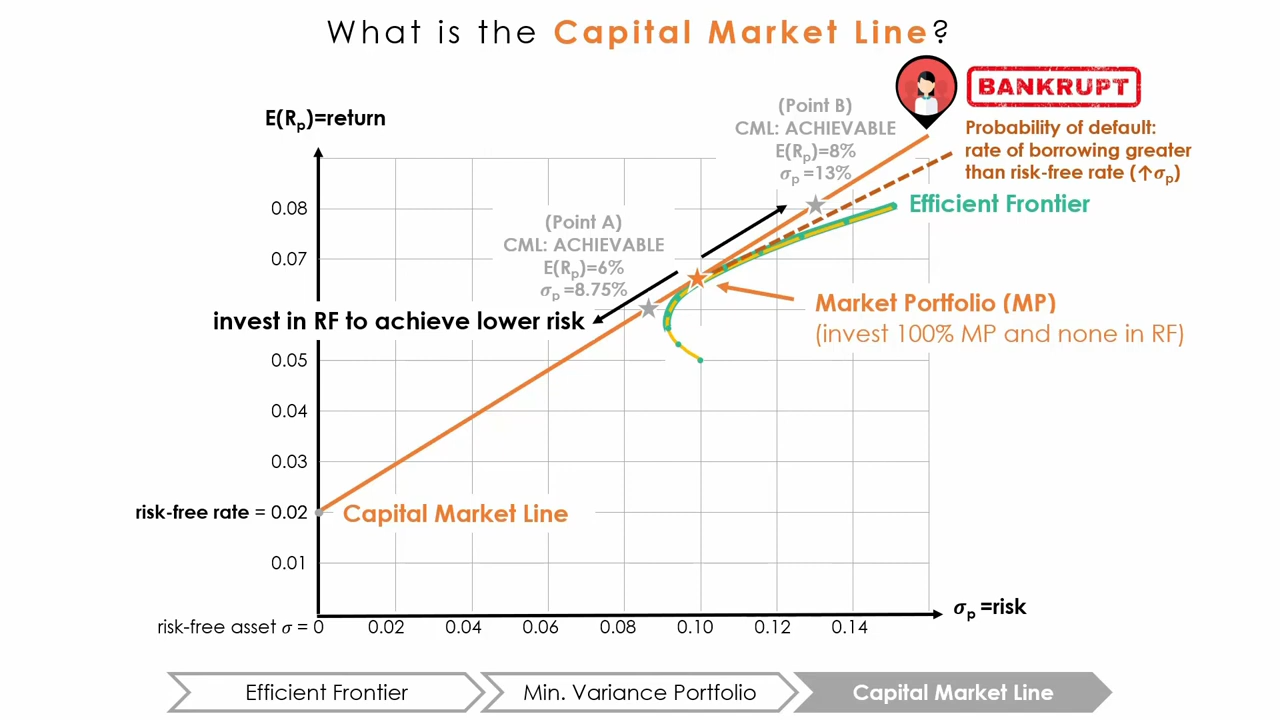 What is the Capital Market Line?
BANKRUPT
E(Rp)=return
(Point B)
CML: ACHIEVABLE
E(Rp)=8%
σp =13%
Probability of default:
rate of borrowing greater
than risk-free rate (↑σp)
Efficient Frontier
(Point A)
CML: ACHIEVABLE
E(Rp)=6%
σp =8.75%
invest in RF to achieve lower risk
Market Portfolio (MP)
(invest 100% MP and none in RF)
0.08
0.07
0.05
0.04
0.03
risk-free rate = 0.02
Capital Market Line
0.01
σp =risk
risk-free asset σ = 0 0.02 0.04 0.06 0.08 0.10 0.12 0.14
Efficient Frontier
Min. Variance Portfolio
Capital Market Line